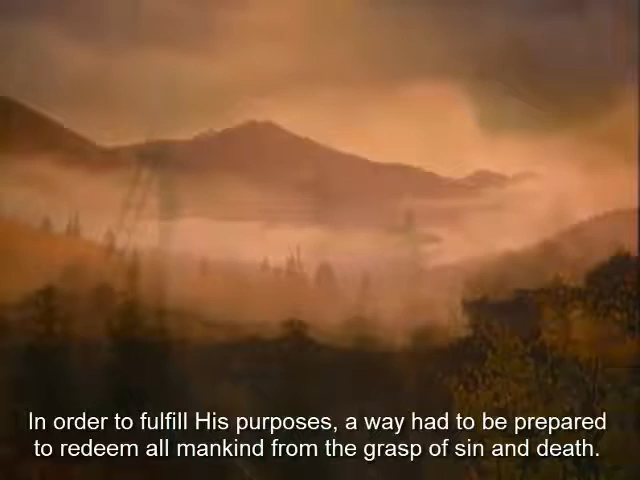 In order to fulfill His purposes, a way had to be prepared
to redeem all mankind from the grasp of sin and death.